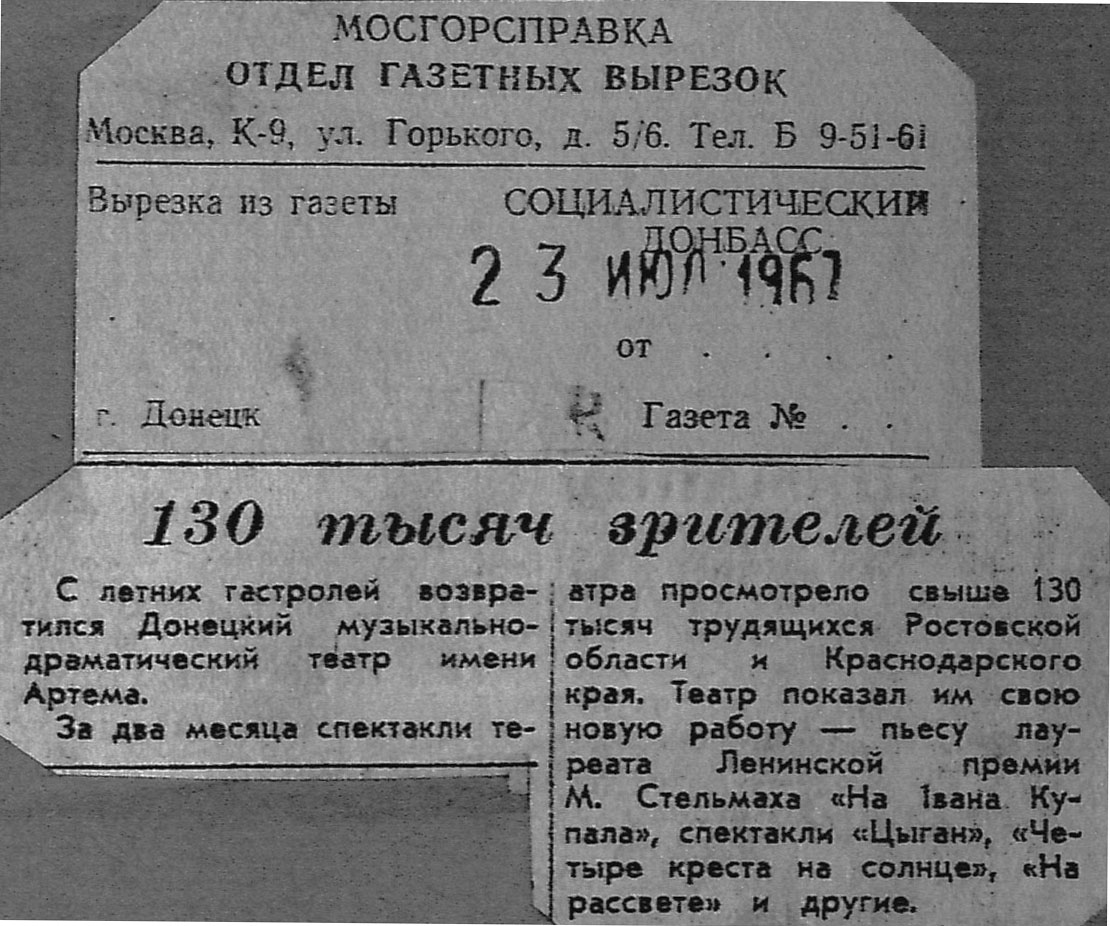 МОСГОРСПРАВКА
ОТДЕЛ ГАЗЕТНЫХ ВЫРЕЗОК
Москва, К-9, ул. Горького, д. 5/6. Тел. Б 9-51-61
Вырезка из газеты
СОЦИАЛИСТИЧЕСКИЙ
ДОНБАСС
23 ИЮЛ 1967
от . . . .
г. Донецк
Газета № . .
130 тысяч зрителей
С летних гастролей возвра-
тился Донецкий музыкально-
драматический театр имени
Артема.
За два месяца спектакли те-
атра просмотрело свыше 130
тысяч трудящихся Ростовской
области и Краснодарского
края. Театр показал им свою
новую работу — пьесу лау-
реата Ленинской премии
М. Стельмаха «На Івана Ку-
пала», спектакли «Цыган», «Че-
тыре креста на солнце», «На
рассвете» и другие.